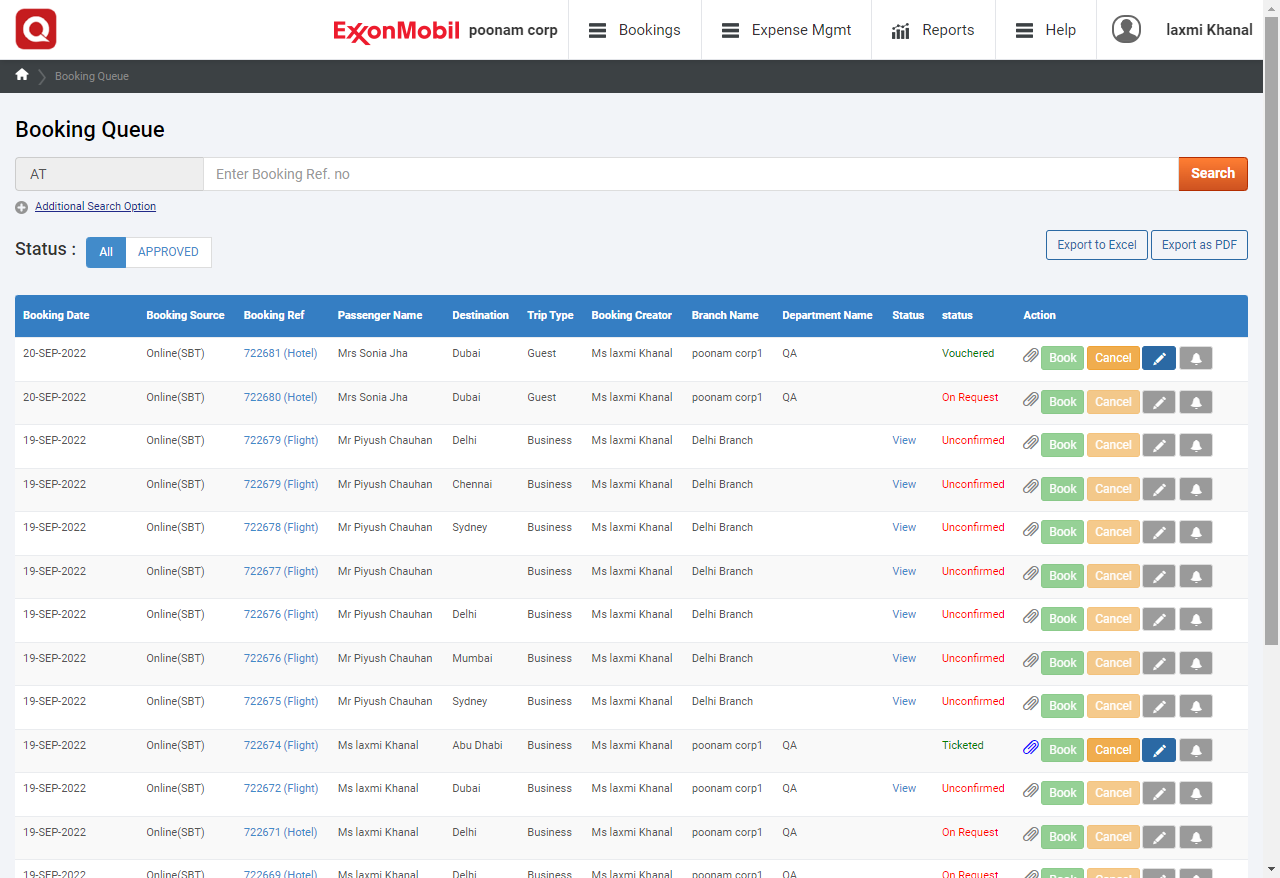 Q ExxonMobil poonam corp Bookings Expense Mgmt Reports Help laxmi Khanal
Booking Queue
Booking Queue
AT Enter Booking Ref. no Search
Additional Search Option
Status : All APPROVED Export to Excel Export as PDF
Booking Date Booking Source Booking Ref Passenger Name Destination Trip Type Booking Creator Branch Name Department Name Status status Action
20-SEP-2022 Online(SBT) 722681 (Hotel) Mrs Sonia Jha Dubai Guest Ms laxmi Khanal poonam corp1 QA Vouchered Book Cancel
20-SEP-2022 Online(SBT) 722680 (Hotel) Mrs Sonia Jha Dubai Guest Ms laxmi Khanal poonam corp1 QA On Request Book Cancel
19-SEP-2022 Online(SBT) 722679 (Flight) Mr Piyush Chauhan Delhi Business Ms laxmi Khanal Delhi Branch View Unconfirmed Book Cancel
19-SEP-2022 Online(SBT) 722679 (Flight) Mr Piyush Chauhan Chennai Business Ms laxmi Khanal Delhi Branch View Unconfirmed Book Cancel
19-SEP-2022 Online(SBT) 722678 (Flight) Mr Piyush Chauhan Sydney Business Ms laxmi Khanal Delhi Branch View Unconfirmed Book Cancel
19-SEP-2022 Online(SBT) 722677 (Flight) Mr Piyush Chauhan Business Ms laxmi Khanal Delhi Branch View Unconfirmed Book Cancel
19-SEP-2022 Online(SBT) 722676 (Flight) Mr Piyush Chauhan Delhi Business Ms laxmi Khanal Delhi Branch View Unconfirmed Book Cancel
19-SEP-2022 Online(SBT) 722676 (Flight) Mr Piyush Chauhan Mumbai Business Ms laxmi Khanal Delhi Branch View Unconfirmed Book Cancel
19-SEP-2022 Online(SBT) 722675 (Flight) Mr Piyush Chauhan Sydney Business Ms laxmi Khanal Delhi Branch View Unconfirmed Book Cancel
19-SEP-2022 Online(SBT) 722674 (Flight) Ms laxmi Khanal Abu Dhabi Business Ms laxmi Khanal poonam corp1 QA Ticketed Book Cancel
19-SEP-2022 Online(SBT) 722672 (Flight) Ms laxmi Khanal Dubai Business Ms laxmi Khanal poonam corp1 QA View Unconfirmed Book Cancel
19-SEP-2022 Online(SBT) 722671 (Hotel) Ms laxmi Khanal Delhi Business Ms laxmi Khanal poonam corp1 QA On Request Book Cancel
19-SEP-2022 Online(SBT) 722669 (Hotel) Ms laxmi Khanal Delhi Business Ms laxmi Khanal poonam corp1 QA On Request Book Cancel